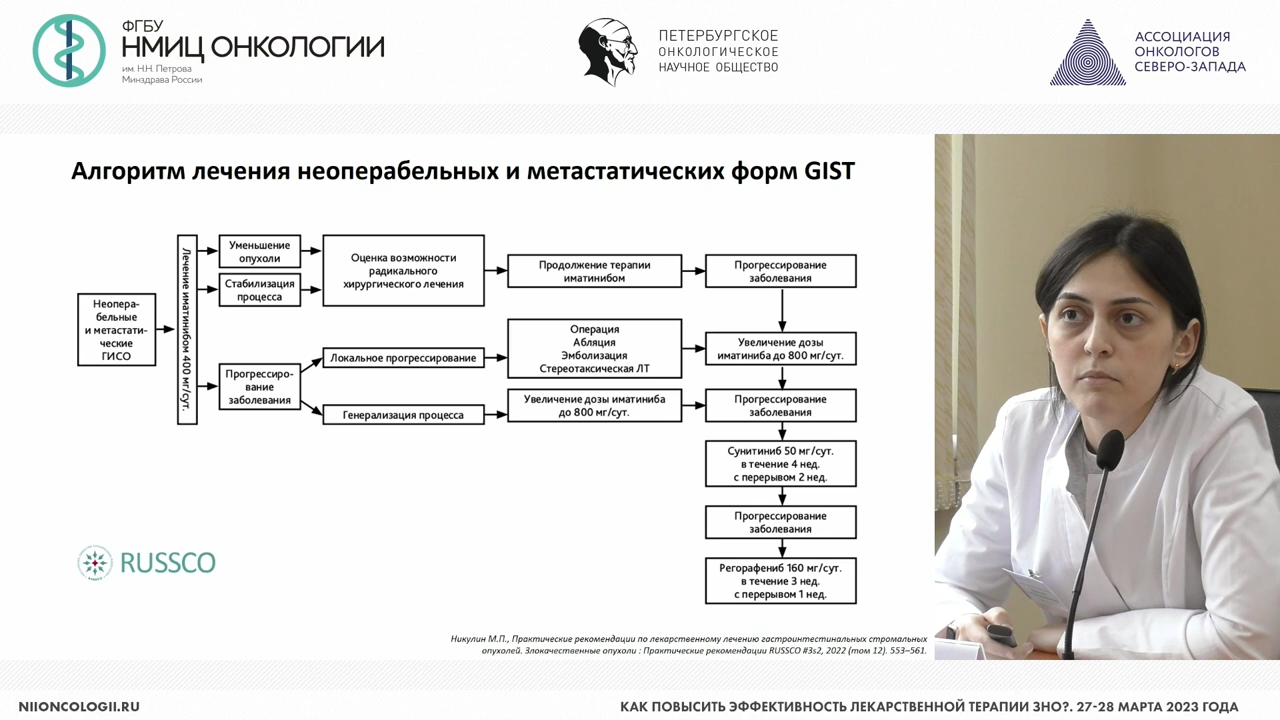 ФГБУ
НМИЦ ОНКОЛОГИИ
им. Н.Н. Петрова
Минздрава России
ПЕТЕРБУРГСКОЕ
ОНКОЛОГИЧЕСКОЕ
НАУЧНОЕ ОБЩЕСТВО
АССОЦИАЦИЯ
ОНКОЛОГОВ
СЕВЕРО-ЗАПАДА
Алгоритм лечения неоперабельных и метастатических форм GIST
Неопера-
бельные
и метастати-
ческие
ГИСО
Лечение иматинибом 400 мг/сут.
Уменьшение
опухоли
Стабилизация
процесса
Оценка возможности
радикального
хирургического лечения
Продолжение терапии
иматинибом
Прогрессирование
заболевания
Прогрессиро-
вание
заболевания
Локальное прогрессирование
Операция
Абляция
Эмболизация
Стереотаксическая ЛТ
Увеличение дозы
иматиниба до 800 мг/сут.
Генерализация процесса
Увеличение дозы иматиниба
до 800 мг/сут.
Прогрессирование
заболевания
Сунитиниб 50 мг/сут.
в течение 4 нед.
с перерывом 2 нед.
Прогрессирование
заболевания
Регорафениб 160 мг/сут.
в течение 3 нед.
с перерывом 1 нед.
RUSSCO
Никулин М.П., Практические рекомендации по лекарственному лечению гастроинтестинальных стромальных
опухолей. Злокачественные опухоли : Практические рекомендации RUSSCO #3s2, 2022 (том 12). 553–561.
NIIONCOLOGII.RU
КАК ПОВЫСИТЬ ЭФФЕКТИВНОСТЬ ЛЕКАРСТВЕННОЙ ТЕРАПИИ ЗНО?. 27-28 МАРТА 2023 ГОДА